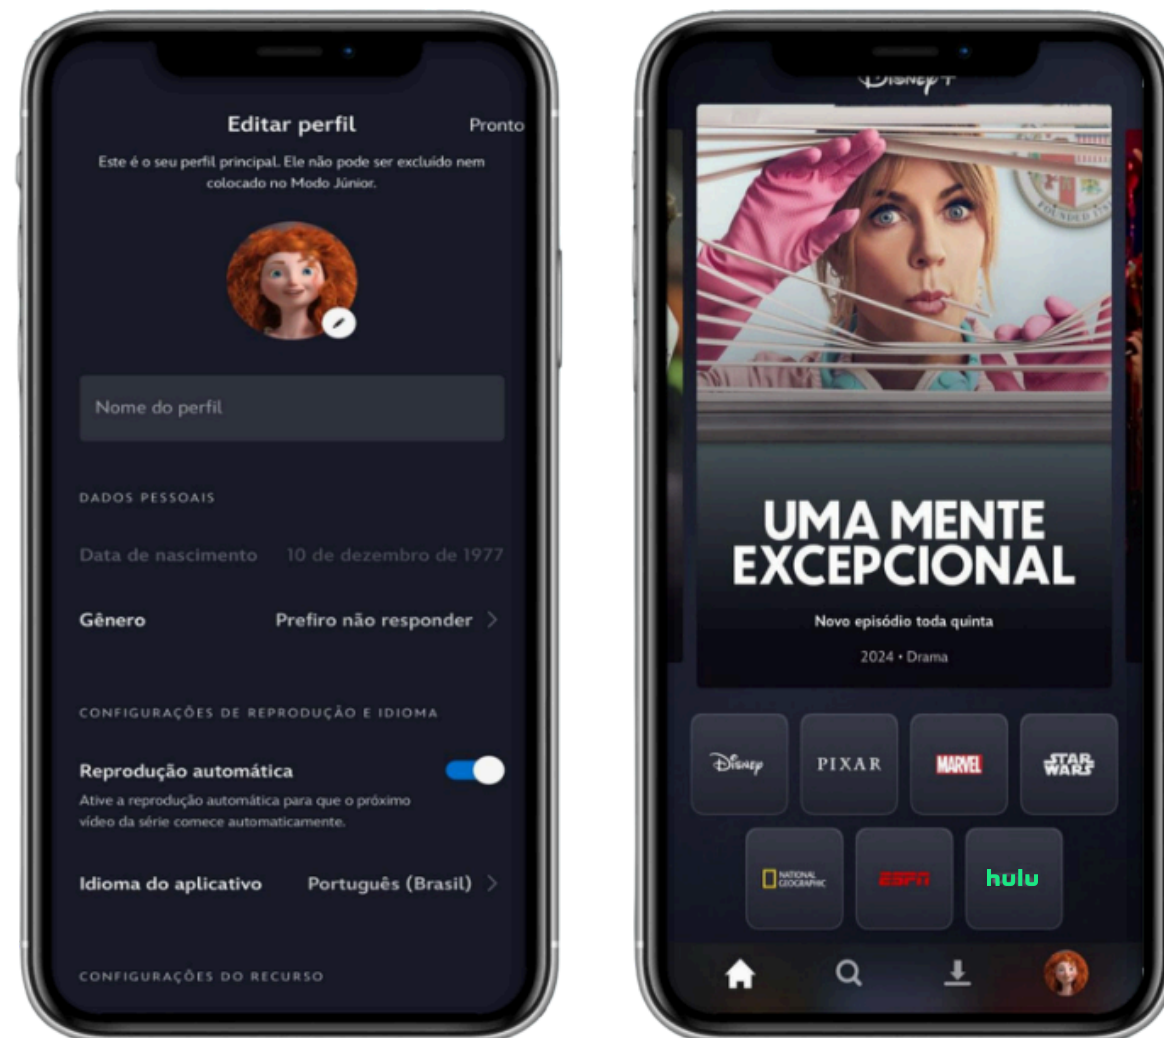 Editar perfil
Pronto
Este é o seu perfil principal. Ele não pode ser excluído nem
colocado no Modo Júnior.
Nome do perfil
DADOS PESSOAIS
Data de nascimento 10 de dezembro de 1977
Gênero Prefiro não responder
CONFIGURAÇÕES DE REPRODUÇÃO E IDIOMA
Reprodução automática
Ative a reprodução automática para que o próximo
vídeo da série comece automaticamente.
Idioma do aplicativo Português (Brasil)
CONFIGURAÇÕES DO RECURSO
Disney+
FOUNDED 1781
UMA MENTE
EXCEPCIONAL
Novo episódio toda quinta
2024 • Drama
Disney PIXAR MARVEL STAR
WARS
NATIONAL
GEOGRAPHIC
ESPN hulu